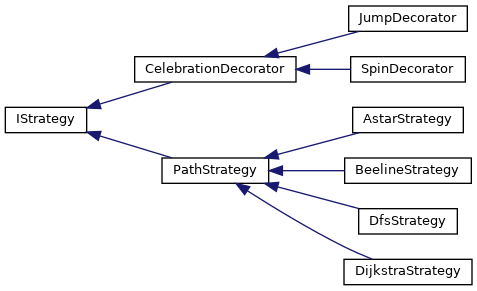 JumpDecorator
CelebrationDecorator
SpinDecorator
IStrategy
AstarStrategy
PathStrategy
BeelineStrategy
DfsStrategy
DijkstraStrategy